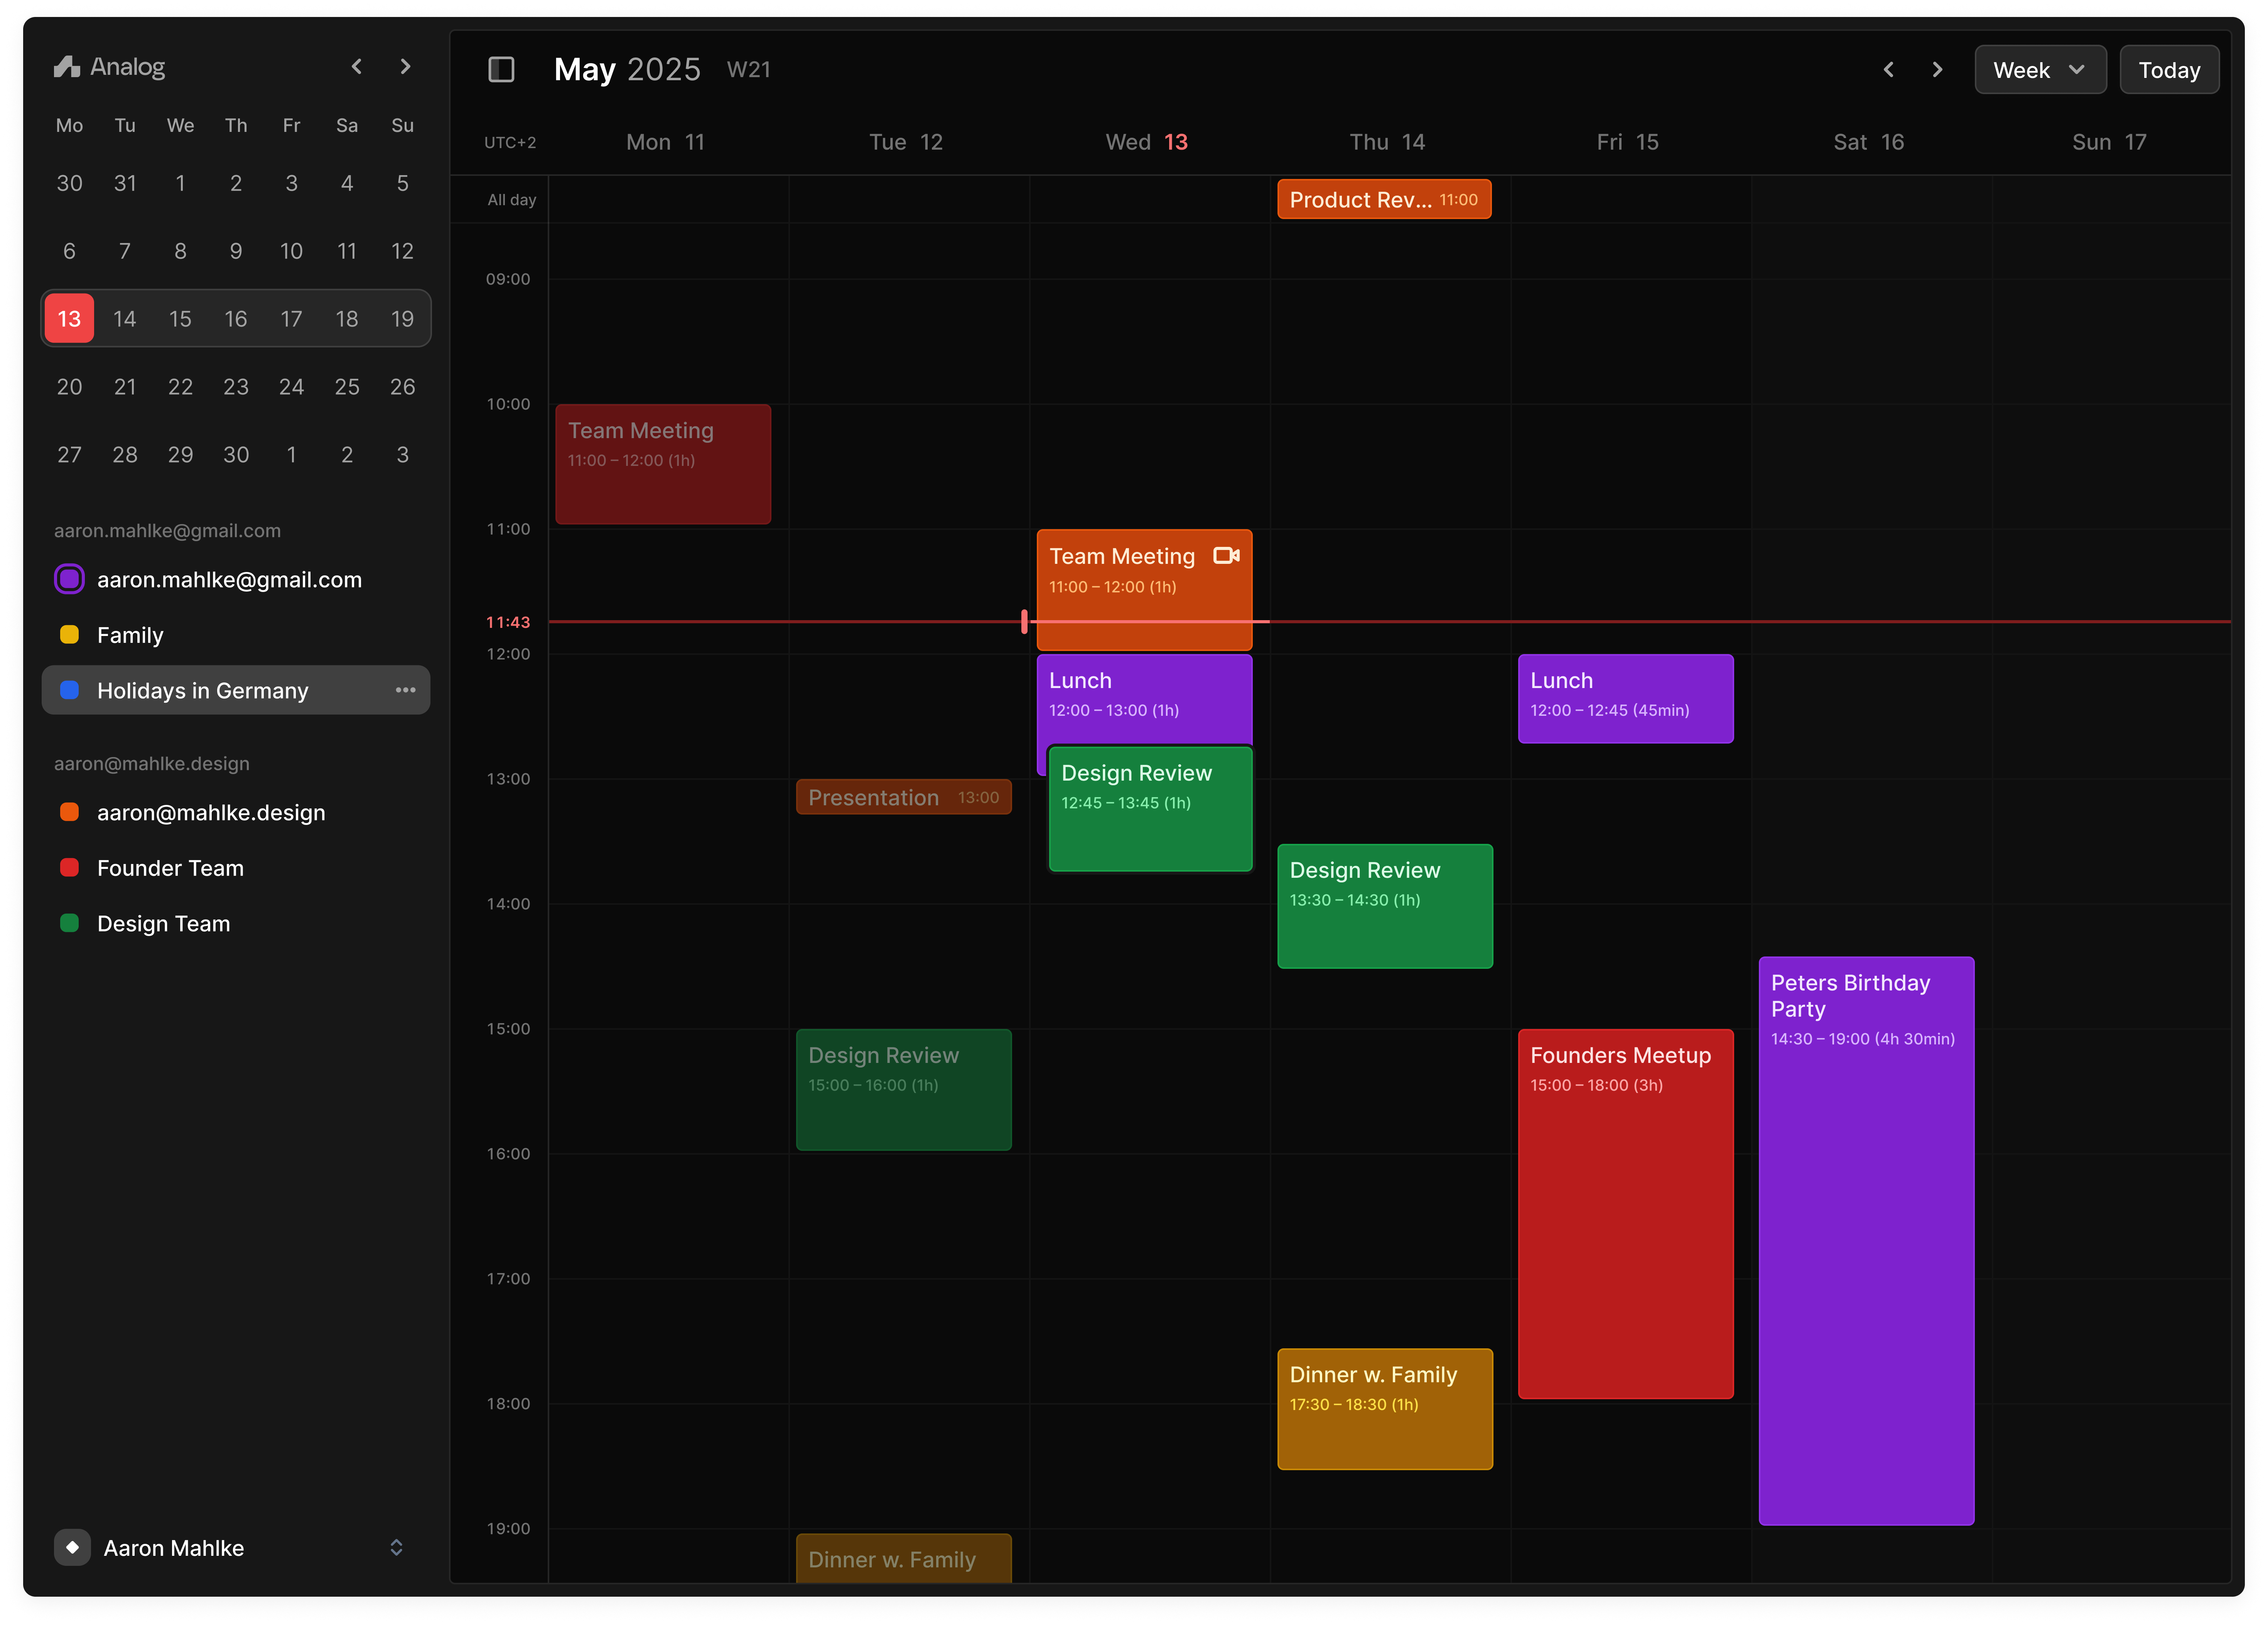 Analog
Mo Tu We Th Fr Sa Su
30 31 1 2 3 4 5
6 7 8 9 10 11 12
13 14 15 16 17 18 19
20 21 22 23 24 25 26
27 28 29 30 1 2 3
aaron.mahlke@gmail.com
aaron.mahlke@gmail.com
Family
Holidays in Germany
aaron@mahlke.design
aaron@mahlke.design
Founder Team
Design Team
Aaron Mahlke
May 2025 W21
Week
Today
UTC+2 Mon 11 Tue 12 Wed 13 Thu 14 Fri 15 Sat 16 Sun 17
All day
Product Rev... 11:00
09:00
10:00
11:00
11:43
12:00
13:00
14:00
15:00
16:00
17:00
18:00
19:00
Team Meeting
11:00 – 12:00 (1h)
Presentation 13:00
Design Review
15:00 – 16:00 (1h)
Dinner w. Family
Team Meeting
11:00 – 12:00 (1h)
Lunch
12:00 – 13:00 (1h)
Design Review
12:45 – 13:45 (1h)
Design Review
13:30 – 14:30 (1h)
Dinner w. Family
17:30 – 18:30 (1h)
Lunch
12:00 – 12:45 (45min)
Founders Meetup
15:00 – 18:00 (3h)
Peters Birthday
Party
14:30 – 19:00 (4h 30min)